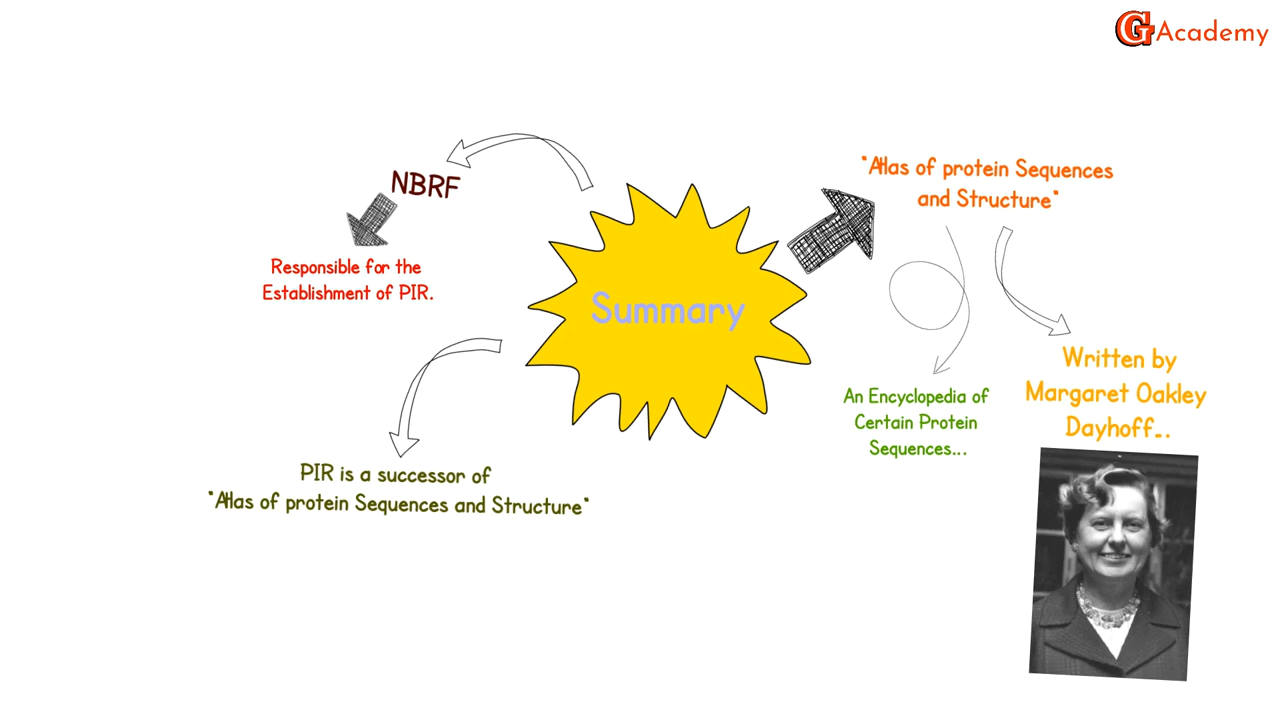 G Academy
NBRF
Responsible for the
Establishment of PIR.
Summary
"Atlas of protein Sequences
and Structure"
An Encyclopedia of
Certain Protein
Sequences...
Written by
Margaret Oakley
Dayhoff...
PIR is a successor of
"Atlas of protein Sequences and Structure"